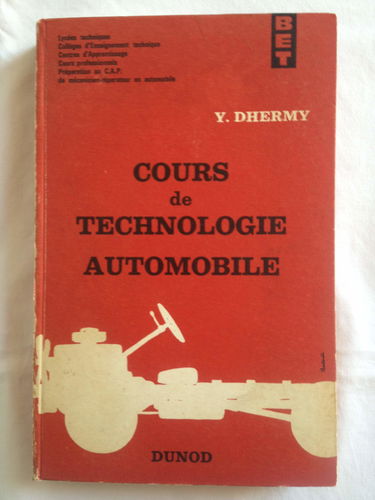 Lycées techniques
Collèges d'Enseignement technique
Centres d'Apprentissage
Cours professionnels
Préparation au C.A.P.
de mécanicien-réparateur en automobile
BET
Y. DHERMY
COURS
de
TECHNOLOGIE
AUTOMOBILE
DUNOD